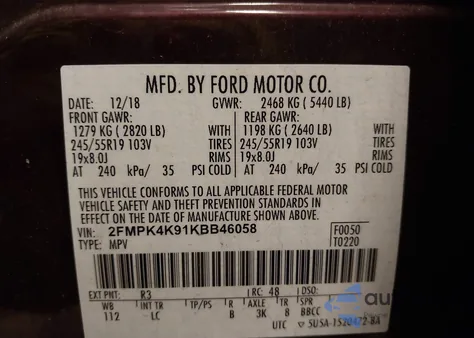 MFD. BY FORD MOTOR CO.
DATE: 12/18 GVWR: 2468 KG ( 5440 LB)
FRONT GAWR: REAR GAWR:
1279 KG ( 2820 LB) WITH 1198 KG ( 2640 LB) WITH
245/55R19 103V TIRES 245/55R19 103V TIRES
19x8.0J RIMS 19x8.0J RIMS
AT 240 kPa/ 35 PSI COLD AT 240 kPa/ 35 PSI COLD
THIS VEHICLE CONFORMS TO ALL APPLICABLE FEDERAL MOTOR
VEHICLE SAFETY AND THEFT PREVENTION STANDARDS IN
EFFECT ON THE DATE OF MANUFACTURE SHOWN ABOVE.
VIN: 2FMPK4K91KBB46058 F0050
TYPE: MPV T0220
EXT PNT: R3 RC: 48 DSO:
WB INT TR TP/PS R AXLE TR SPR
112 LC B 3K 8 BBCC
UTC 5U5A-1520472-BA